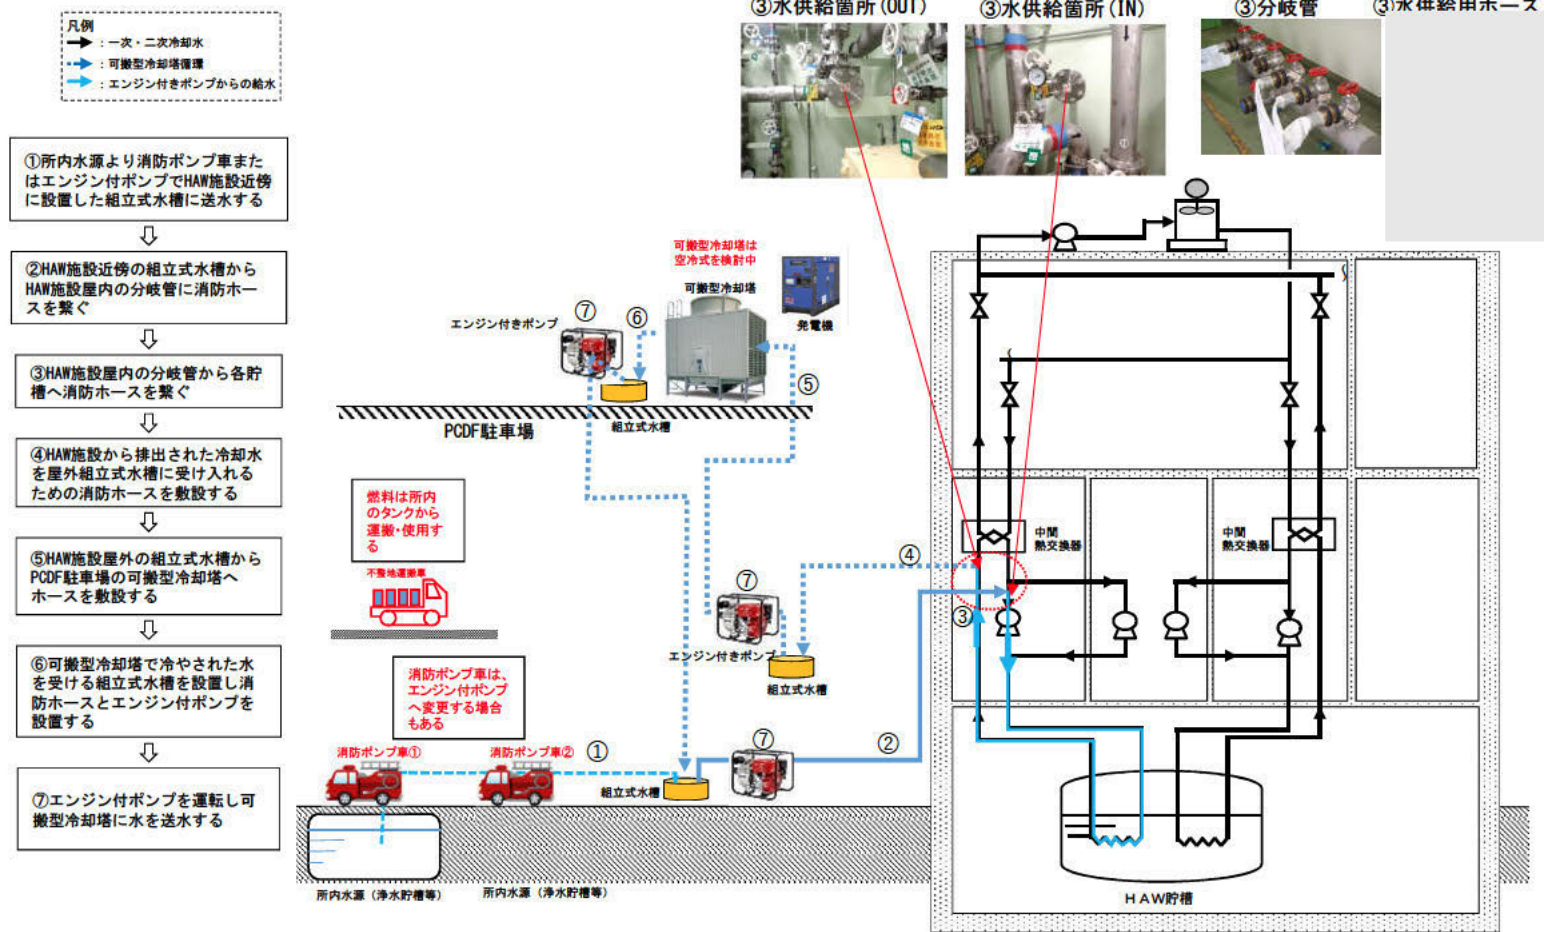 凡例
：一次・二次冷却水
：可搬型冷却塔循環
：エンジン付きポンプからの給水
①所内水源より消防ポンプ車また
はエンジン付ポンプでHAW施設近傍
に設置した組立式水槽に送水する
②HAW施設近傍の組立式水槽から
HAW施設屋内の分岐管に消防ホー
スを繋ぐ
③HAW施設屋内の分岐管から各貯
槽へ消防ホースを繋ぐ
④HAW施設から排出された冷却水
を屋外組立式水槽に受け入れる
ための消防ホースを敷設する
⑤HAW施設屋外の組立式水槽から
PCDF駐車場の可搬型冷却塔へ
ホースを敷設する
⑥可搬型冷却塔で冷やされた水
を受ける組立式水槽を設置し消
防ホースとエンジン付ポンプを
設置する
⑦エンジン付ポンプを運転し可
搬型冷却塔に水を送水する
③水供給箇所(OUT)
③水供給箇所(IN)
③分岐管
③水供給用ホース
可搬型冷却塔は
空冷式を検討中
可搬型冷却塔
発電機
エンジン付きポンプ
⑦
⑥
⑤
組立式水槽
PCDF駐車場
燃料は所内
のタンクから
運搬・使用す
る
不整地運搬車
⑦
エンジン付きポンプ
組立式水槽
④
③
中間
熱交換器
中間
熱交換器
消防ポンプ車は、
エンジン付ポンプ
へ変更する場合
もある
消防ポンプ車①
消防ポンプ車②
①
組立式水槽
⑦
②
所内水源（浄水貯槽等）
所内水源（浄水貯槽等）
ＨＡＷ貯槽